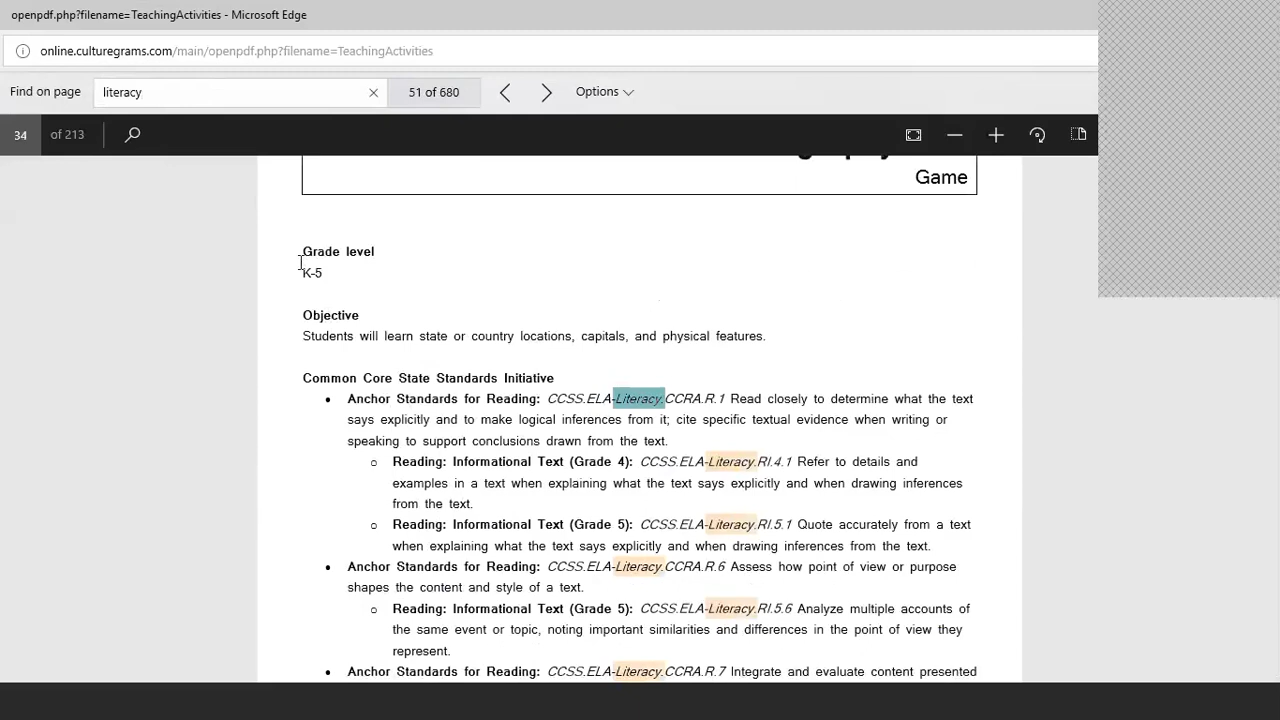 openpdf.php?filename=TeachingActivities - Microsoft Edge
online.culturegrams.com/main/openpdf.php?filename=TeachingActivities
Find on page literacy 51 of 680 Options
34 of 213
Game
Grade level
K-5
Objective
Students will learn state or country locations, capitals, and physical features.
Common Core State Standards Initiative
• Anchor Standards for Reading: CCSS.ELA-Literacy.CCRA.R.1 Read closely to determine what the text
says explicitly and to make logical inferences from it; cite specific textual evidence when writing or
speaking to support conclusions drawn from the text.
o Reading: Informational Text (Grade 4): CCSS.ELA-Literacy.RI.4.1 Refer to details and
examples in a text when explaining what the text says explicitly and when drawing inferences
from the text.
o Reading: Informational Text (Grade 5): CCSS.ELA-Literacy.RI.5.1 Quote accurately from a text
when explaining what the text says explicitly and when drawing inferences from the text.
• Anchor Standards for Reading: CCSS.ELA-Literacy.CCRA.R.6 Assess how point of view or purpose
shapes the content and style of a text.
o Reading: Informational Text (Grade 5): CCSS.ELA-Literacy.RI.5.6 Analyze multiple accounts of
the same event or topic, noting important similarities and differences in the point of view they
represent.
• Anchor Standards for Reading: CCSS.ELA-Literacy.CCRA.R.7 Integrate and evaluate content presented